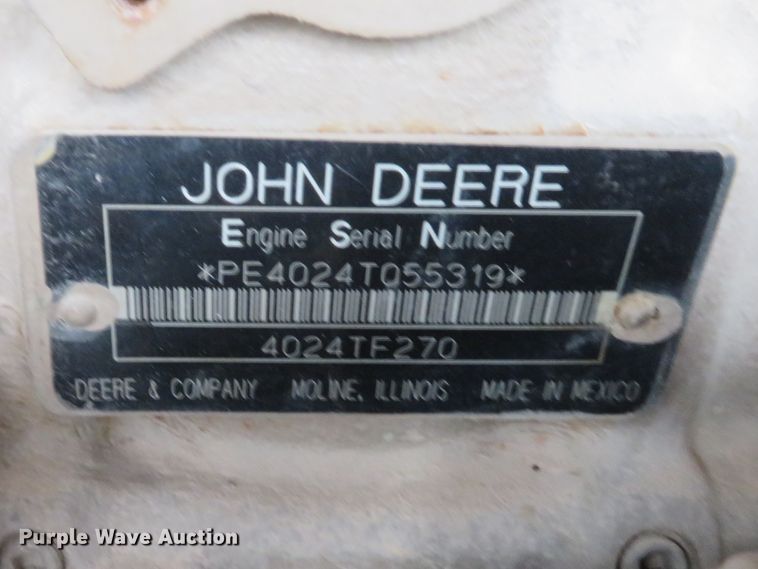 JOHN DEERE
Engine Serial Number
*PE4024T055319*
4024TF270
DEERE & COMPANY MOLINE, ILLINOIS MADE IN MEXICO
Purple Wave Auction